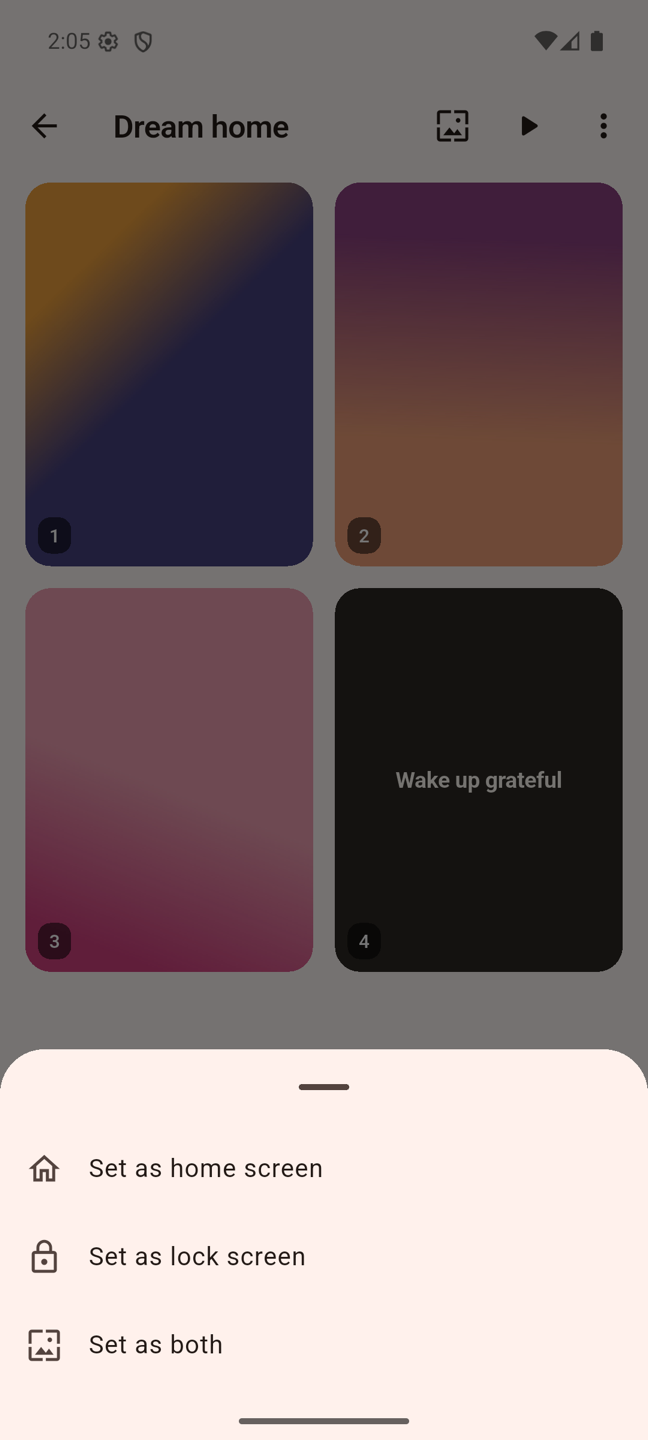 2:05
Dream home
1
2
3
Wake up grateful
4
Set as home screen
Set as lock screen
Set as both